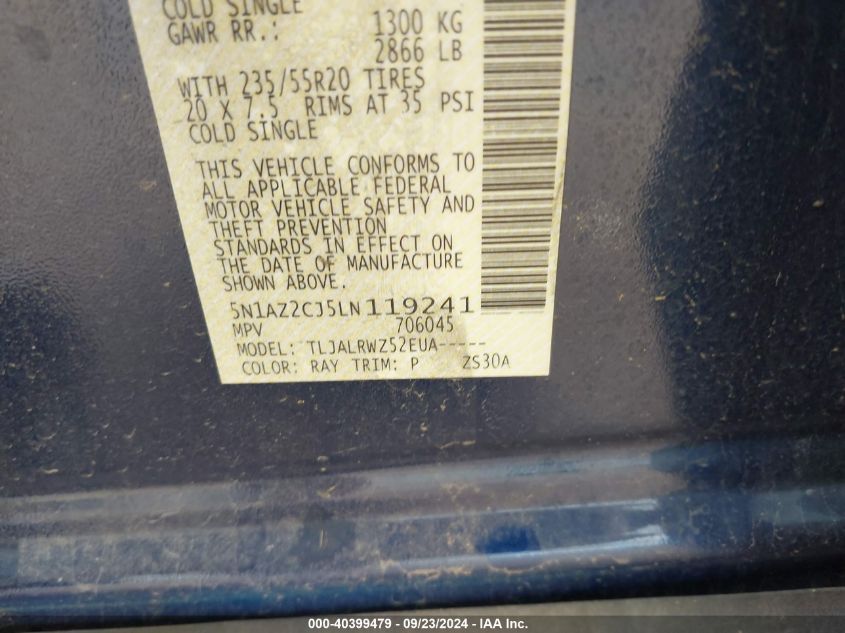 COLD SINGLE
GAWR RR.: 1300 KG
2866 LB
WITH 235/55R20 TIRES
20 X 7.5 RIMS AT 35 PSI
COLD SINGLE
THIS VEHICLE CONFORMS TO
ALL APPLICABLE FEDERAL
MOTOR VEHICLE SAFETY AND
THEFT PREVENTION
STANDARDS IN EFFECT ON
THE DATE OF MANUFACTURE
SHOWN ABOVE.
5N1AZ2CJ5LN119241
MPV 706045
MODEL: TLJALRWZ52EUA-----
COLOR: RAY TRIM: P ZS30A
000-40399479 - 09/23/2024 - IAA Inc.